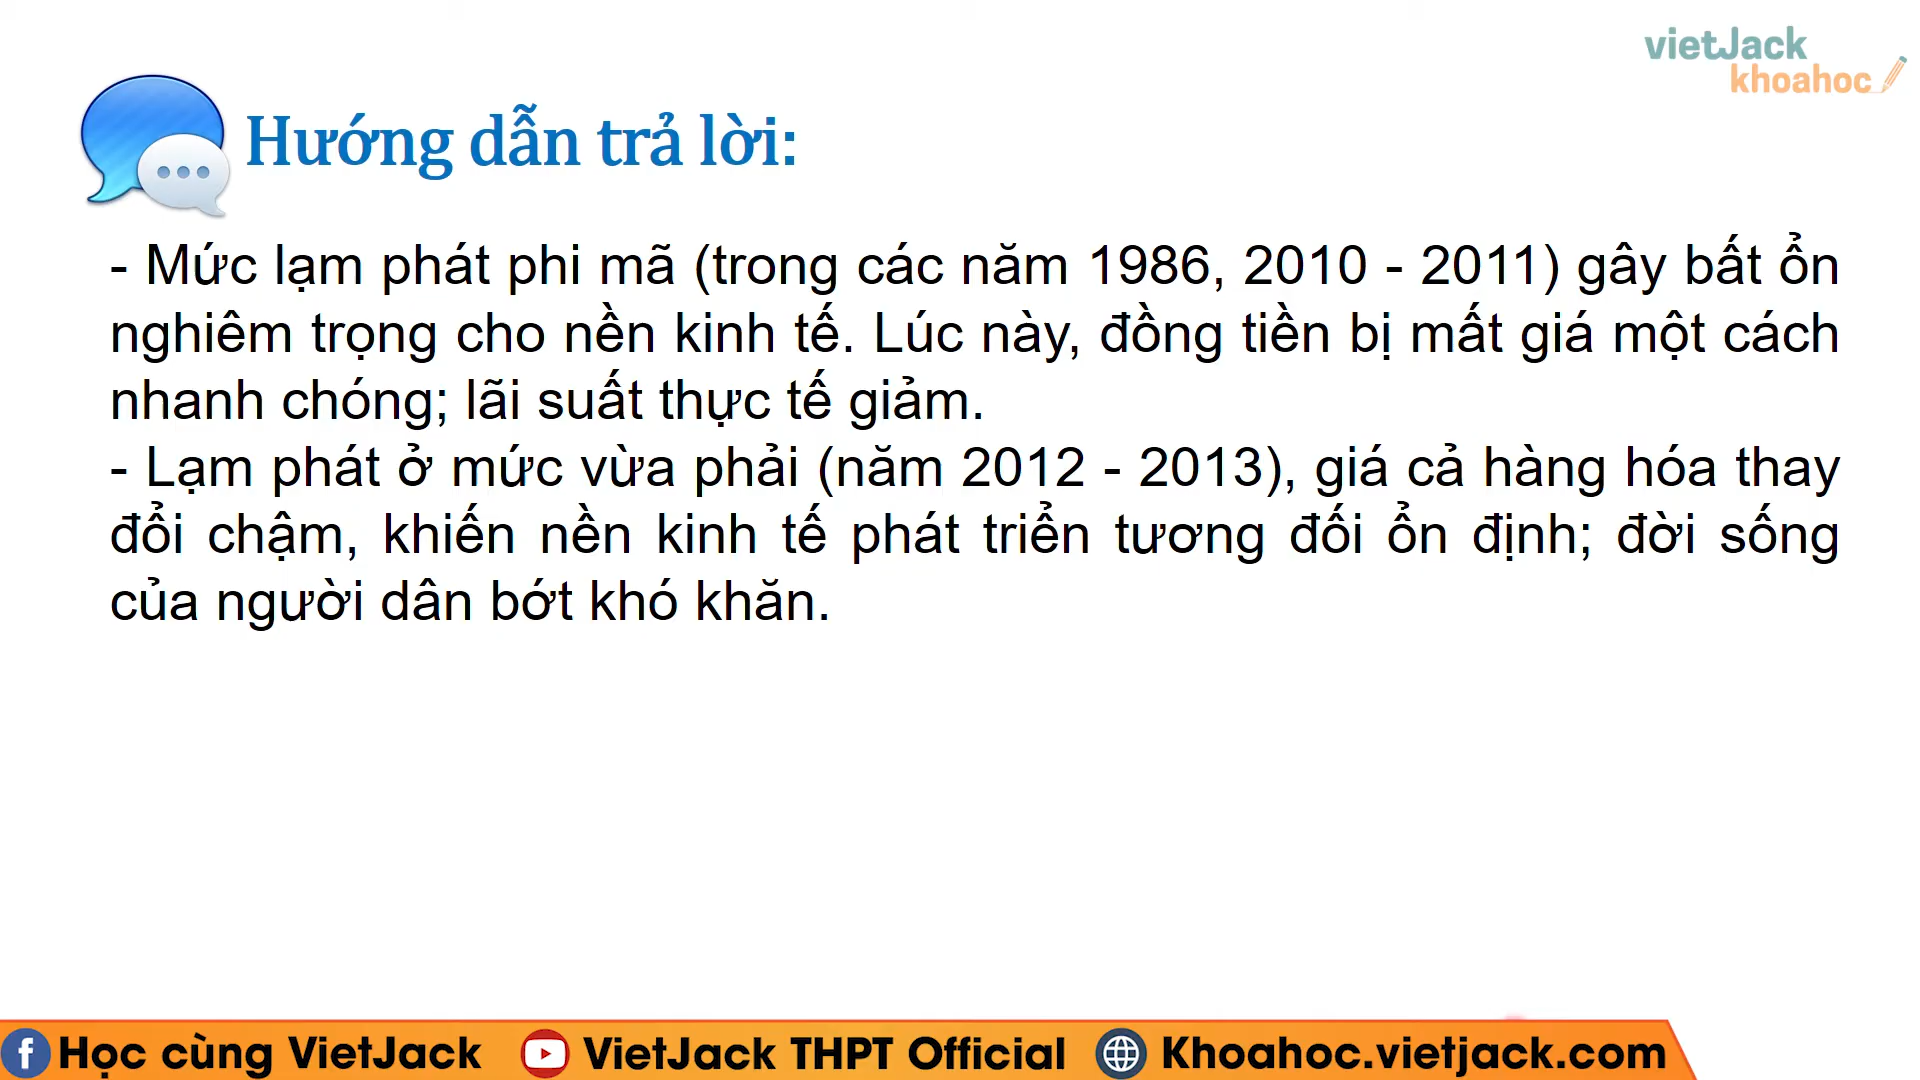 vietJack
khoahoc
Hướng dẫn trả lời:
- Mức lạm phát phi mã (trong các năm 1986, 2010 - 2011) gây bất ổn
nghiêm trọng cho nền kinh tế. Lúc này, đồng tiền bị mất giá một cách
nhanh chóng; lãi suất thực tế giảm.
- Lạm phát ở mức vừa phải (năm 2012 - 2013), giá cả hàng hóa thay
đổi chậm, khiến nền kinh tế phát triển tương đối ổn định; đời sống
của người dân bớt khó khăn.
Học cùng VietJack VietJack THPT Official Khoahoc.vietjack.com